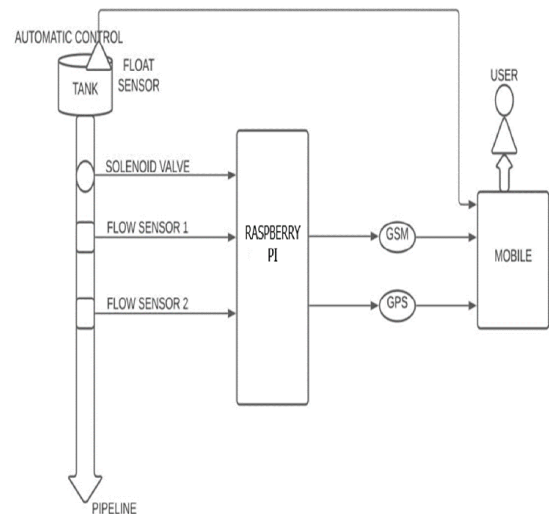 AUTOMATIC CONTROL
FLOAT
SENSOR
TANK
USER
SOLENOID VALVE
FLOW SENSOR 1
RASPBERRY
PI
GSM
MOBILE
FLOW SENSOR 2
GPS
PIPELINE